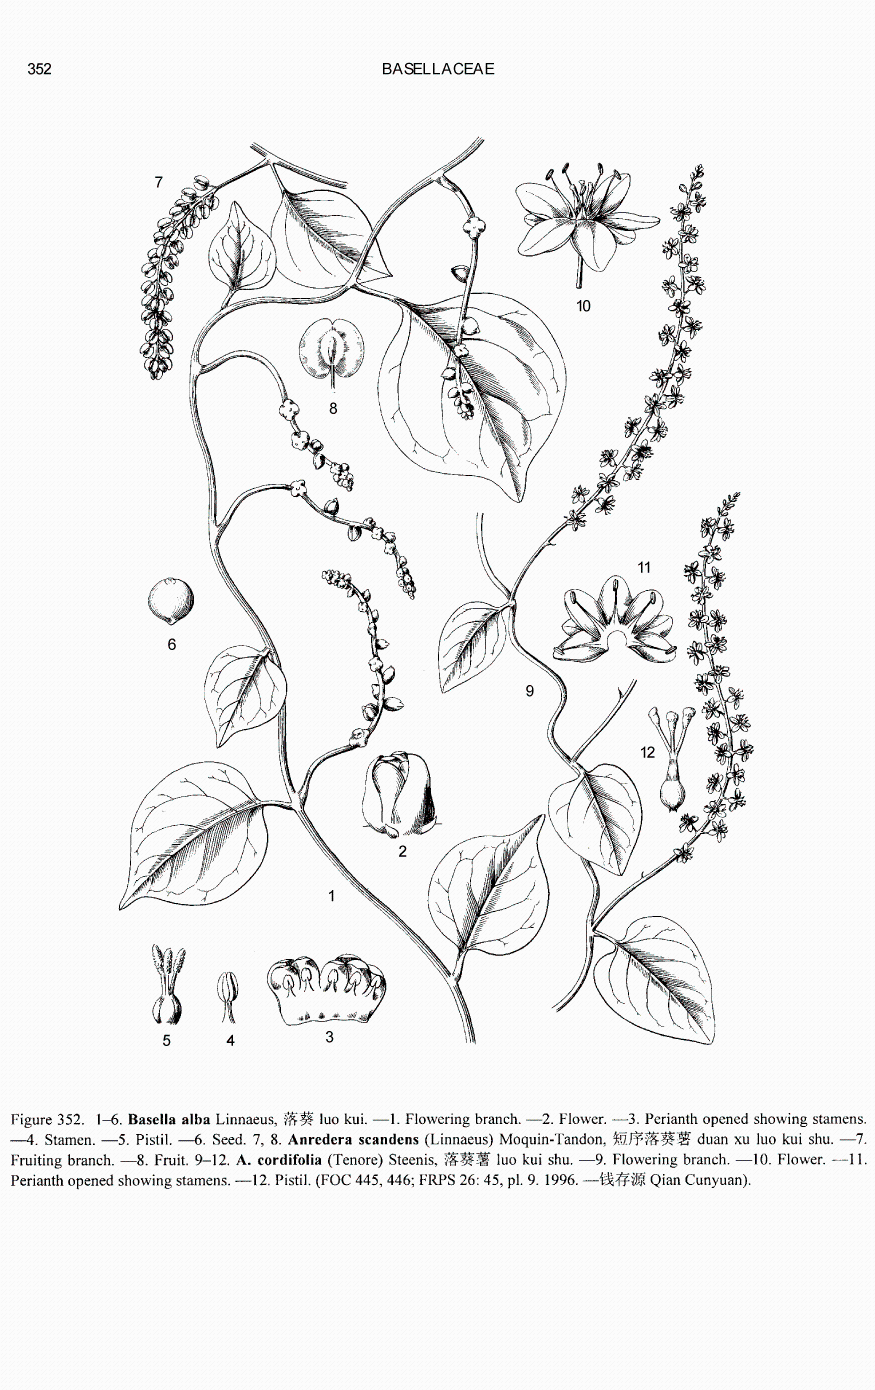 352
BASELLACEAE
7
10
8
11
6
9
12
2
1
5
4
3
Figure 352. 1–6. Basella alba Linnaeus, 落葵 luo kui. —1. Flowering branch. —2. Flower. —3. Perianth opened showing stamens.
—4. Stamen. —5. Pistil. —6. Seed. 7, 8. Anredera scandens (Linnaeus) Moquin-Tandon, 短序落葵薯 duan xu luo kui shu. —7.
Fruiting branch. —8. Fruit. 9–12. A. cordifolia (Tenore) Steenis, 落葵薯 luo kui shu. —9. Flowering branch. —10. Flower. —11.
Perianth opened showing stamens. —12. Pistil. (FOC 445, 446; FRPS 26: 45, pl. 9. 1996. —钱存源 Qian Cunyuan).